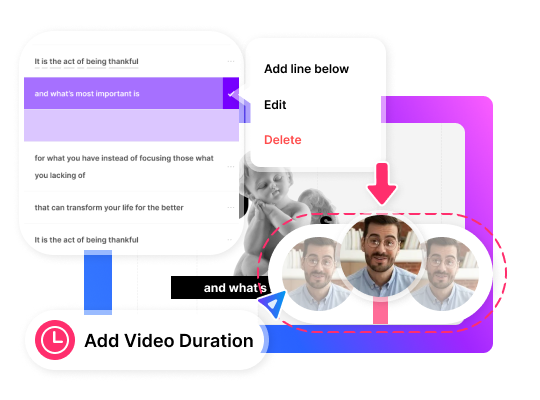 It is the act of being thankful
and what's most important is
for what you have instead of focusing those what
you lacking of
that can transform your life for the better
It is the act of being thankful
Add line below
Edit
Delete
and what's
Add Video Duration